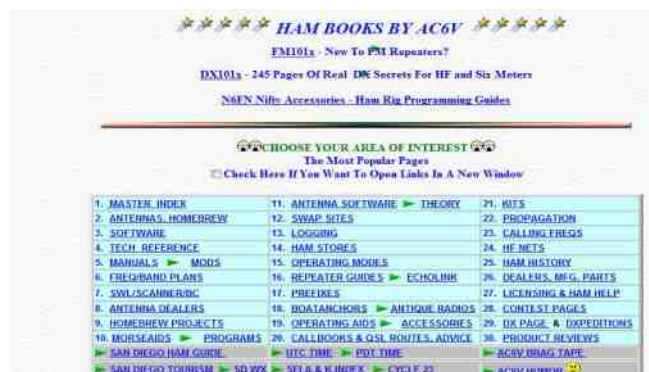 HAM BOOKS BY AC6V
FM101x - New To FM Repeaters?
DX101x - 245 Pages Of Real DX Secrets For HF and Six Meters
N6FN Nifty Accessories - Ham Rig Programming Guides
CHOOSE YOUR AREA OF INTEREST
The Most Popular Pages
Check Here If You Want To Open Links In A New Window
1. MASTER INDEX 11. ANTENNA SOFTWARE THEORY 21. KITS
2. ANTENNAS, HOMEBREW 12. SWAP SITES 22. PROPAGATION
3. SOFTWARE 13. LOGGING 23. CALLING FREQS
4. TECH REFERENCE 14. HAM STORES 24. HF NETS
5. MANUALS MODS 15. OPERATING MODES 25. HAM HISTORY
6. FREQ/BAND PLANS 16. REPEATER GUIDES ECHOLINK 26. DEALERS, MFG, PARTS
7. SWL/SCANNER/BC 17. PREFIXES 27. LICENSING & HAM HELP
8. ANTENNA DEALERS 18. BOATANCHORS ANTIQUE RADIOS 28. CONTEST PAGES
9. HOMEBREW PROJECTS 19. OPERATING AIDS ACCESSORIES 29. DX PAGE & DXPEDITIONS
10. MORSEAIDS PROGRAMS 20. CALLBOOKS & QSL ROUTES, ADVICE 30. PRODUCT REVIEWS
SAN DIEGO HAM GUIDE UTC TIME PDT TIME AC6V BRAG TAPE
SAN DIEGO TOURISM SD WX SFI A & K INDEX CYCLE 23 AC6V HUMOR